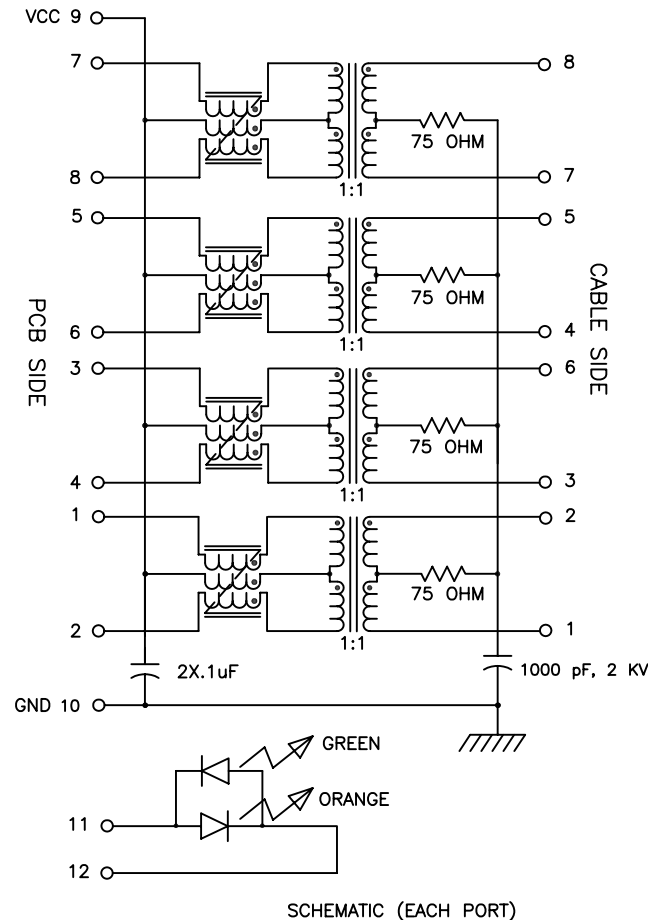 VCC 9
7
8
75 OHM
8
7
1:1
5
5
75 OHM
6
4
1:1
PCB SIDE
CABLE SIDE
3
6
75 OHM
4
3
1:1
1
2
75 OHM
2
1
1:1
2X.1uF
1000 pF, 2 KV
GND 10
GREEN
ORANGE
11
12
SCHEMATIC (EACH PORT)